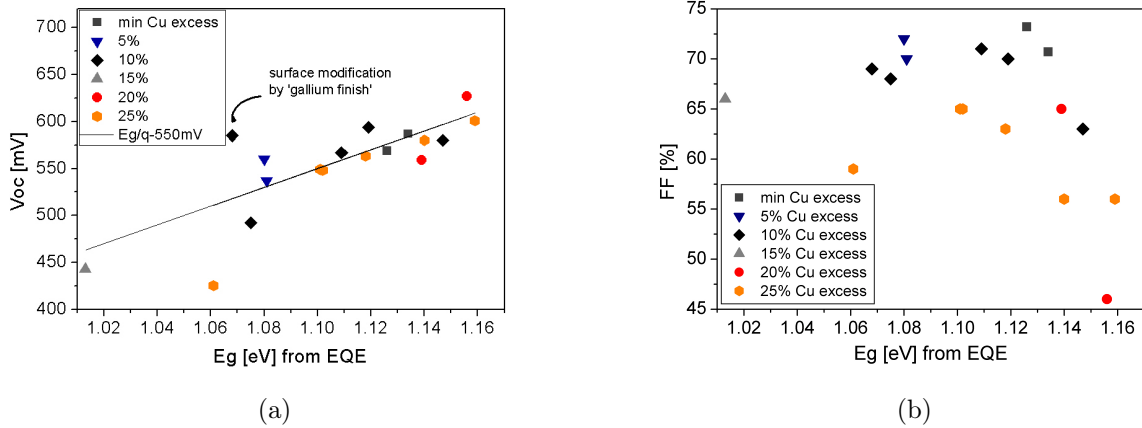 700
650
600
550
500
450
400
Voc [mV]
min Cu excess
5%
10%
15%
20%
25%
Eg/q-550mV
surface modification
by 'gallium finish'
1.02 1.04 1.06 1.08 1.10 1.12 1.14 1.16
Eg [eV] from EQE
(a)
75
70
65
60
55
50
45
FF [%]
min Cu excess
5% Cu excess
10% Cu excess
15% Cu excess
20% Cu excess
25% Cu excess
1.02 1.04 1.06 1.08 1.10 1.12 1.14 1.16
Eg [eV] from EQE
(b)